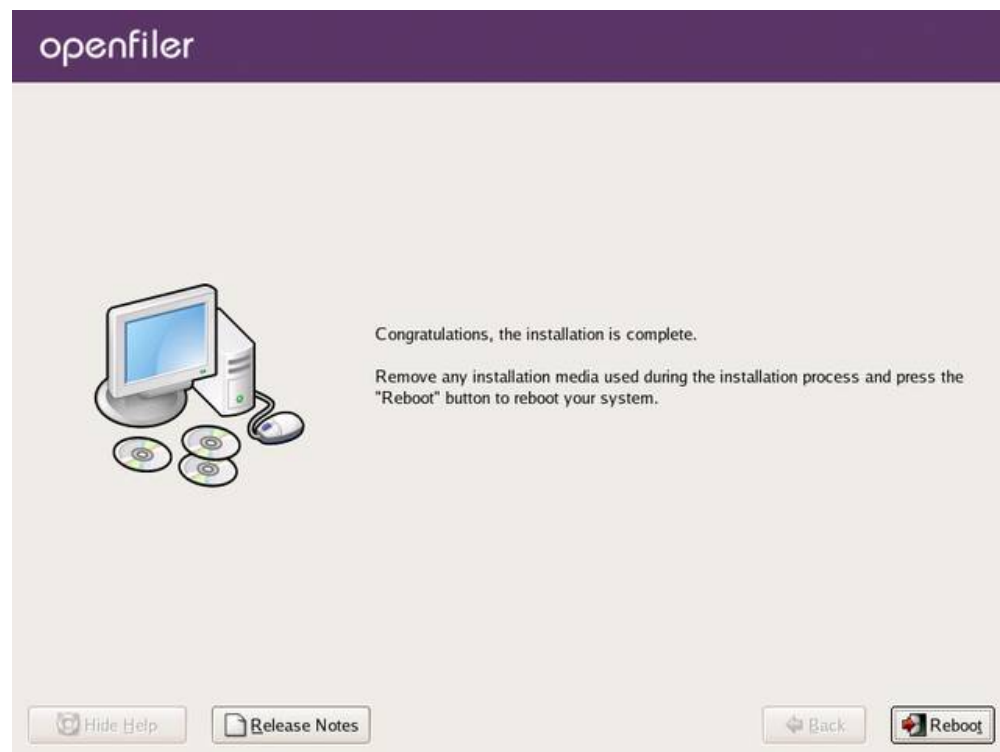 openfiler
Congratulations, the installation is complete.
Remove any installation media used during the installation process and press the
"Reboot" button to reboot your system.
Hide Help
Release Notes
Back
Reboot